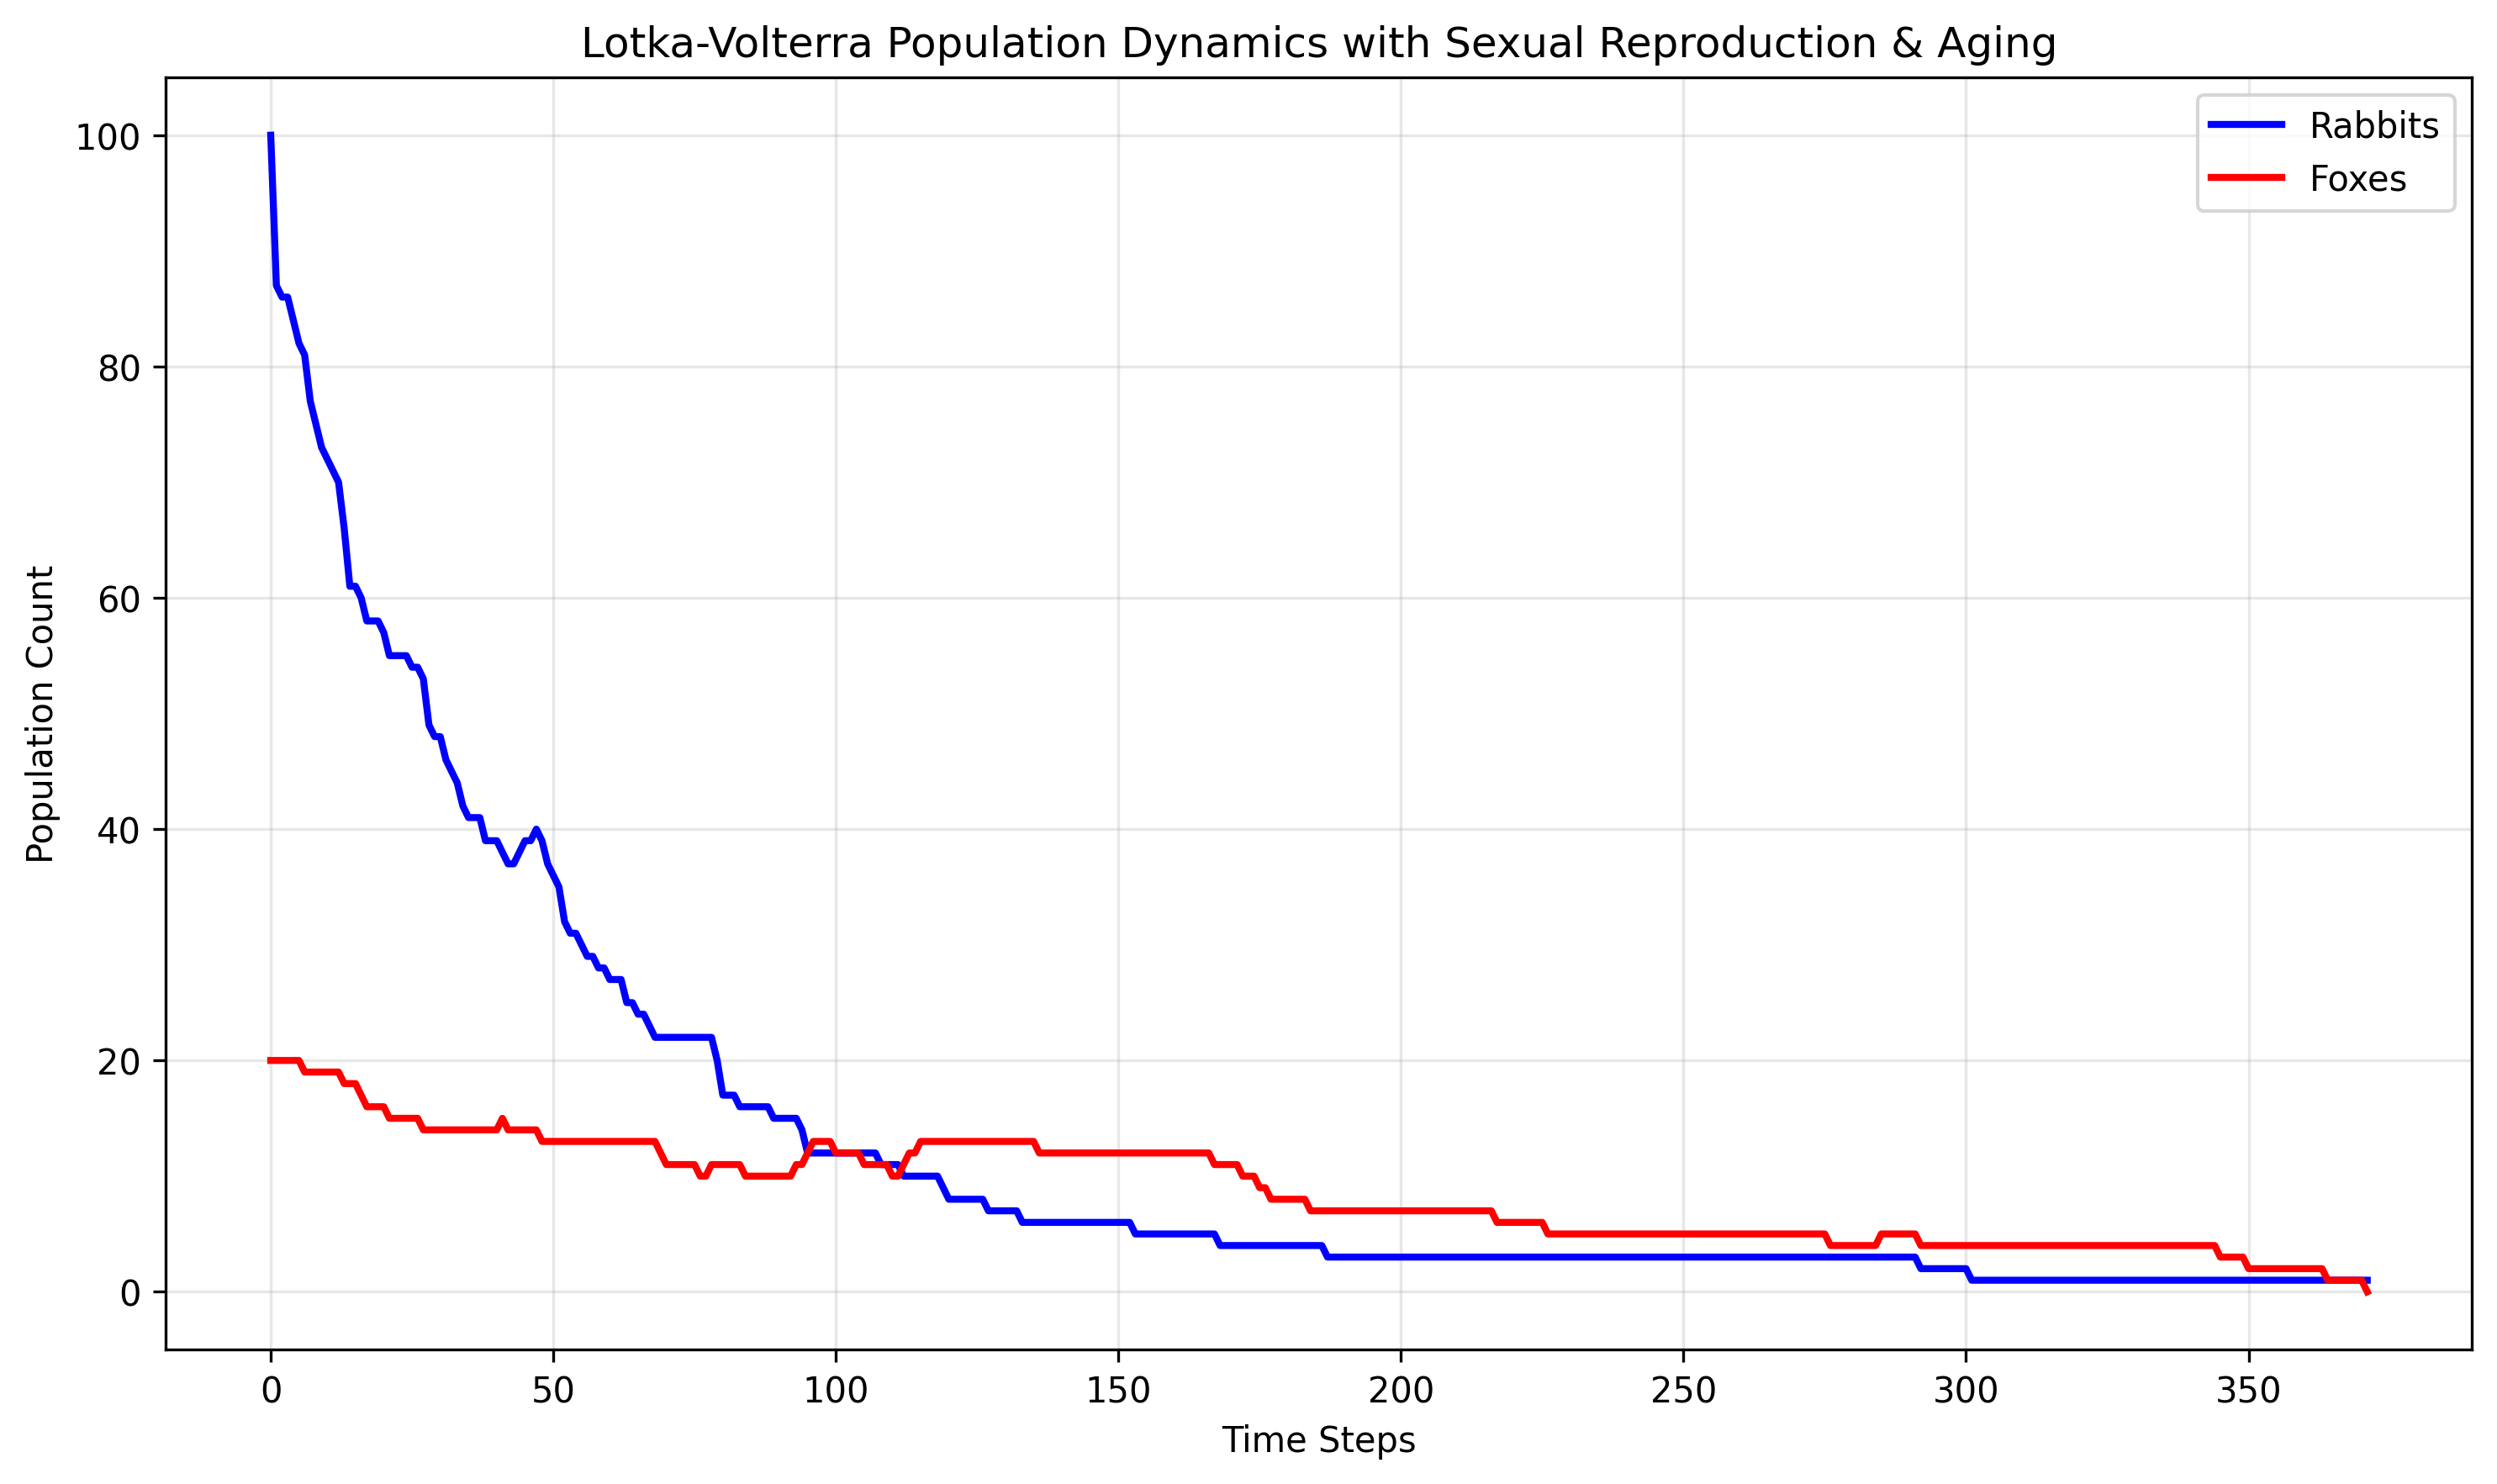 Lotka-Volterra Population Dynamics with Sexual Reproduction & Aging
Rabbits
Foxes
Population Count
100
80
60
40
20
0
0 50 100 150 200 250 300 350
Time Steps